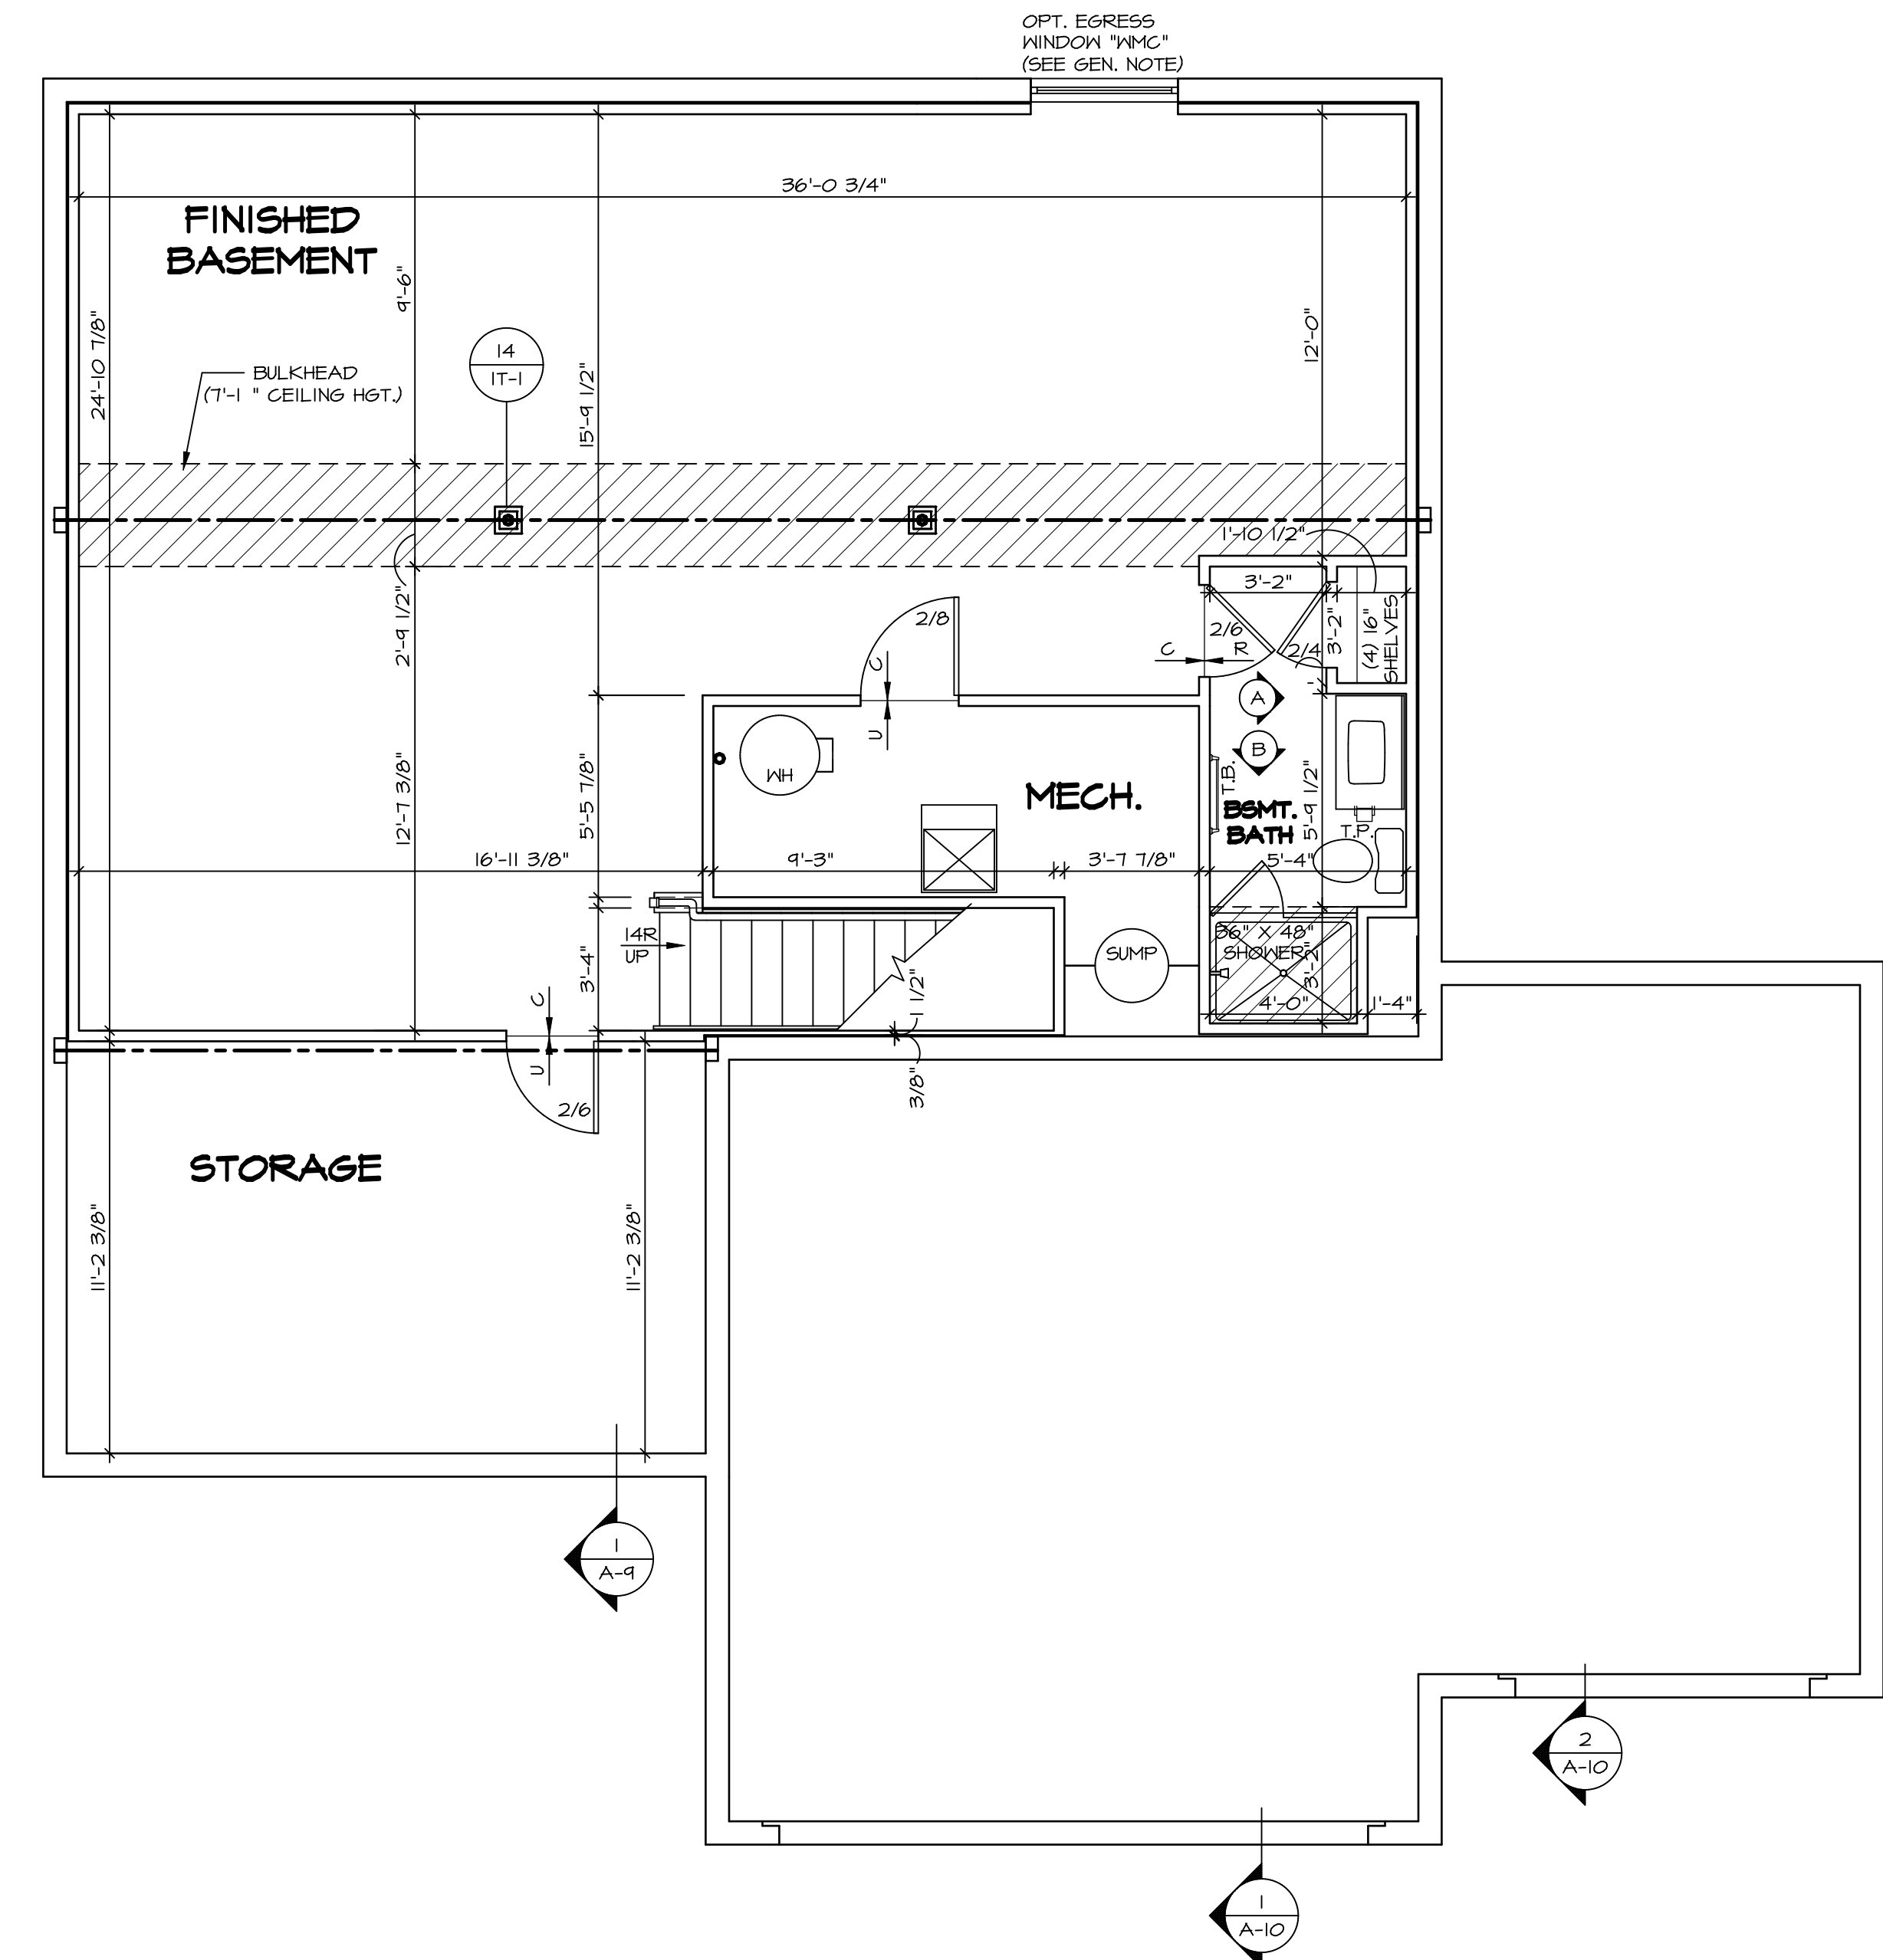 OPT. EGRESS
WINDOW "WMC"
(SEE GEN. NOTE)
36'-0 3/4"
FINISHED
BASEMENT
9'-6"
24'-10 7/8"
12'-0"
14
1T-1
15'-9 1/2"
BULKHEAD
(7'-1 " CEILING HGT.)
1'-10 1/2"
3'-2"
2'-9 1/2"
2/8
2/6
2/4
3'-2"
(4) 16"
SHELVES
C
R
C
U
A
B
WH
MECH.
T.B.
BSMT.
BATH
5'-9 1/2"
T.P.
12'-7 3/8"
5'-5 7/8"
16'-11 3/8"
9'-3"
3'-7 7/8"
5'-4"
14R
UP
3'-4"
SUMP
36" X 48"
SHOWER
3'-2"
4'-0"
1'-4"
1 1/2"
3/8"
C
U
2/6
STORAGE
11'-2 3/8"
11'-2 3/8"
1
A-9
2
A-10
1
A-10